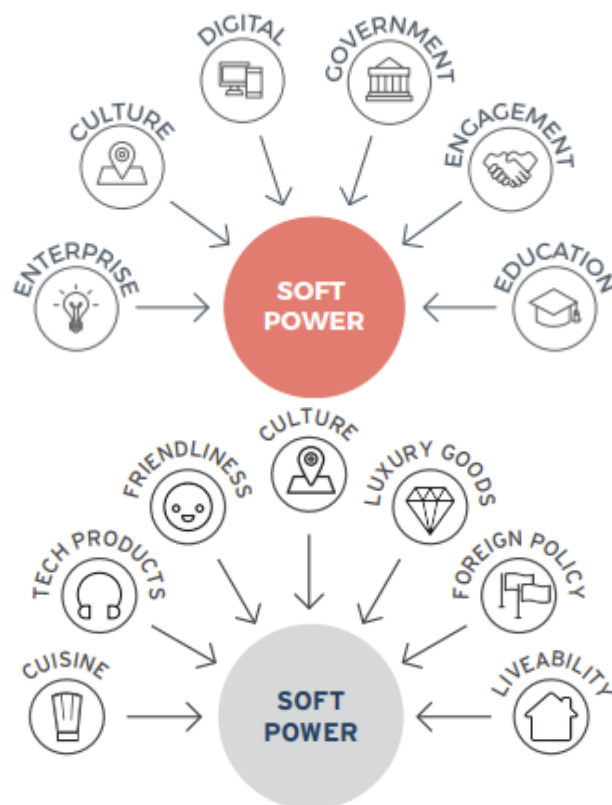 DIGITAL
GOVERNMENT
CULTURE
ENGAGEMENT
ENTERPRISE
EDUCATION
SOFT
POWER
CULTURE
FRIENDLINESS
LUXURY GOODS
TECH PRODUCTS
FOREIGN POLICY
CUISINE
LIVEABILITY
SOFT
POWER